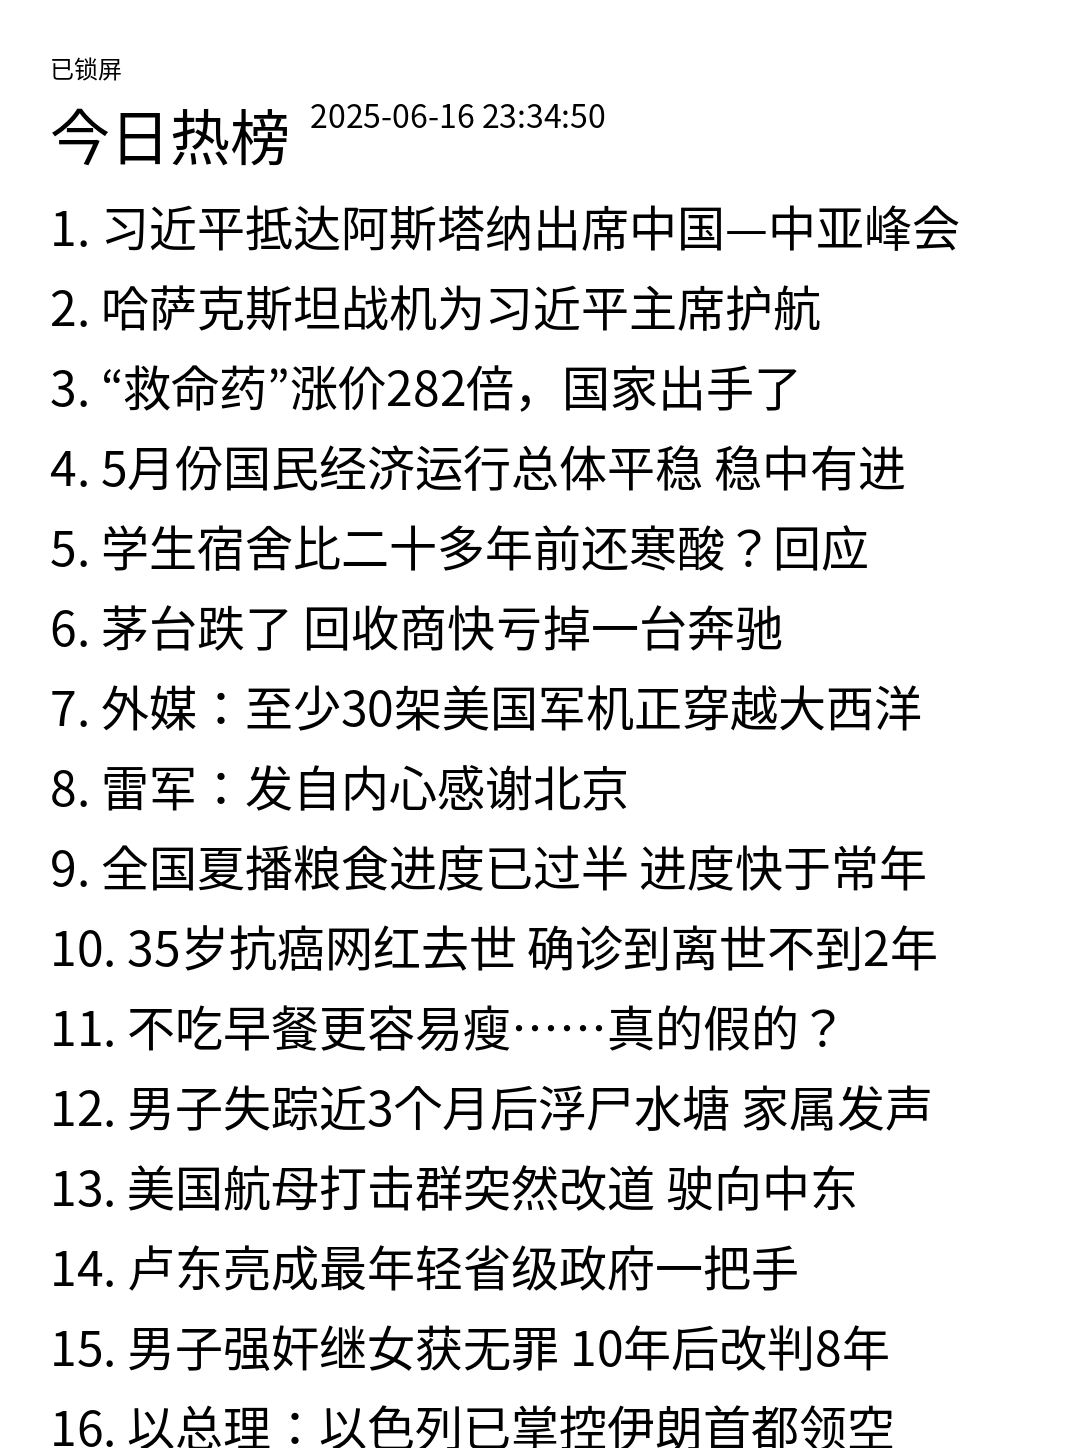 已锁屏
今日热榜 2025-06-16 23:34:50
1. 习近平抵达阿斯塔纳出席中国—中亚峰会
2. 哈萨克斯坦战机为习近平主席护航
3. “救命药”涨价282倍，国家出手了
4. 5月份国民经济运行总体平稳 稳中有进
5. 学生宿舍比二十多年前还寒酸？回应
6. 茅台跌了 回收商快亏掉一台奔驰
7. 外媒：至少30架美国军机正穿越大西洋
8. 雷军：发自内心感谢北京
9. 全国夏播粮食进度已过半 进度快于常年
10. 35岁抗癌网红去世 确诊到离世不到2年
11. 不吃早餐更容易瘦……真的假的？
12. 男子失踪近3个月后浮尸水塘 家属发声
13. 美国航母打击群突然改道 驶向中东
14. 卢东亮成最年轻省级政府一把手
15. 男子强奸继女获无罪 10年后改判8年
16. 以总理：以色列已掌控伊朗首都领空